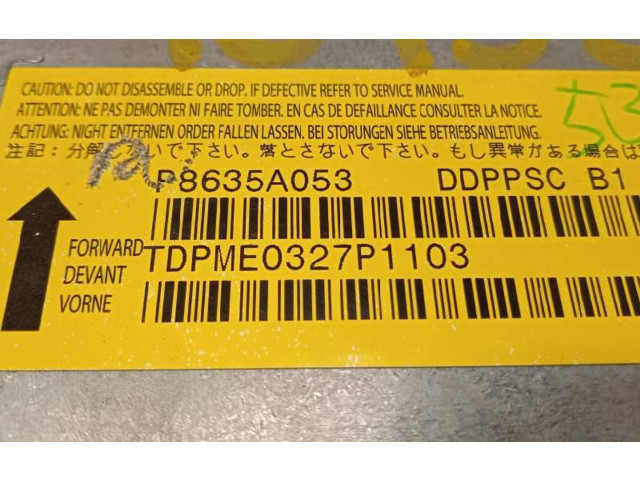 CAUTION: DO NOT DISASSEMBLE OR DROP. IF DEFECTIVE REFER TO SERVICE MANUAL.
ATTENTION: NE PAS DEMONTER NI FAIRE TOMBER. EN CAS DE DEFAILLANCE CONSULTER LA NOTICE.
ACHTUNG: NIGHT ENTFERNEN ORDER FALLEN LASSEN. BEI STORUNGEN SIEHE BETRIEBSANLEITUNG.
注記: 分解しないで下さい。落とさないで下さい。もし異常がある場合は
P8635A053 DDPPSC B1
FORWARD TDPME0327P1103
DEVANT
VORNE